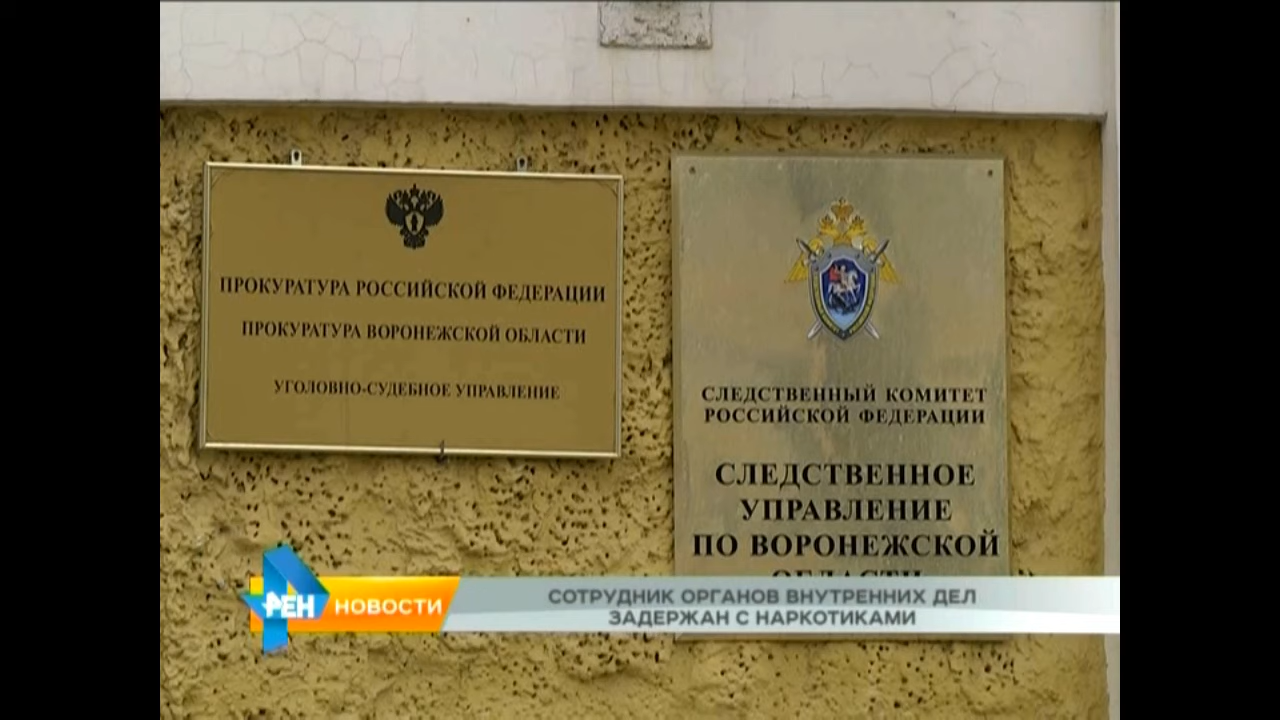 ПРОКУРАТУРА РОССИЙСКОЙ ФЕДЕРАЦИИ
ПРОКУРАТУРА ВОРОНЕЖСКОЙ ОБЛАСТИ
УГОЛОВНО-СУДЕБНОЕ УПРАВЛЕНИЕ
СЛЕДСТВЕННЫЙ КОМИТЕТ
РОССИЙСКОЙ ФЕДЕРАЦИИ
СЛЕДСТВЕННОЕ
УПРАВЛЕНИЕ
ПО ВОРОНЕЖСКОЙ
ОБЛАСТИ
РЕН НОВОСТИ
СОТРУДНИК ОРГАНОВ ВНУТРЕННИХ ДЕЛ
ЗАДЕРЖАН С НАРКОТИКАМИ